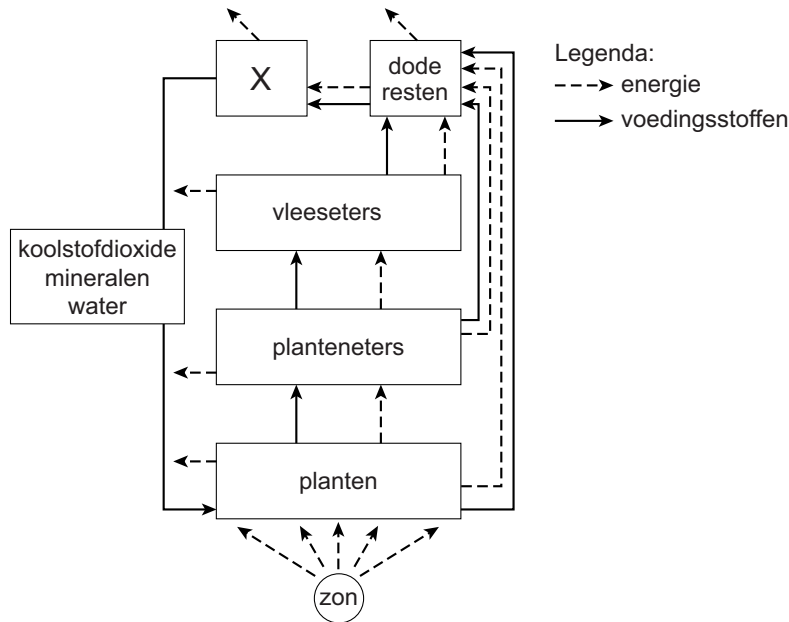 X
dode
resten
Legenda:
energie
voedingsstoffen
vleeseters
koolstofdioxide
mineralen
water
planteneters
planten
zon